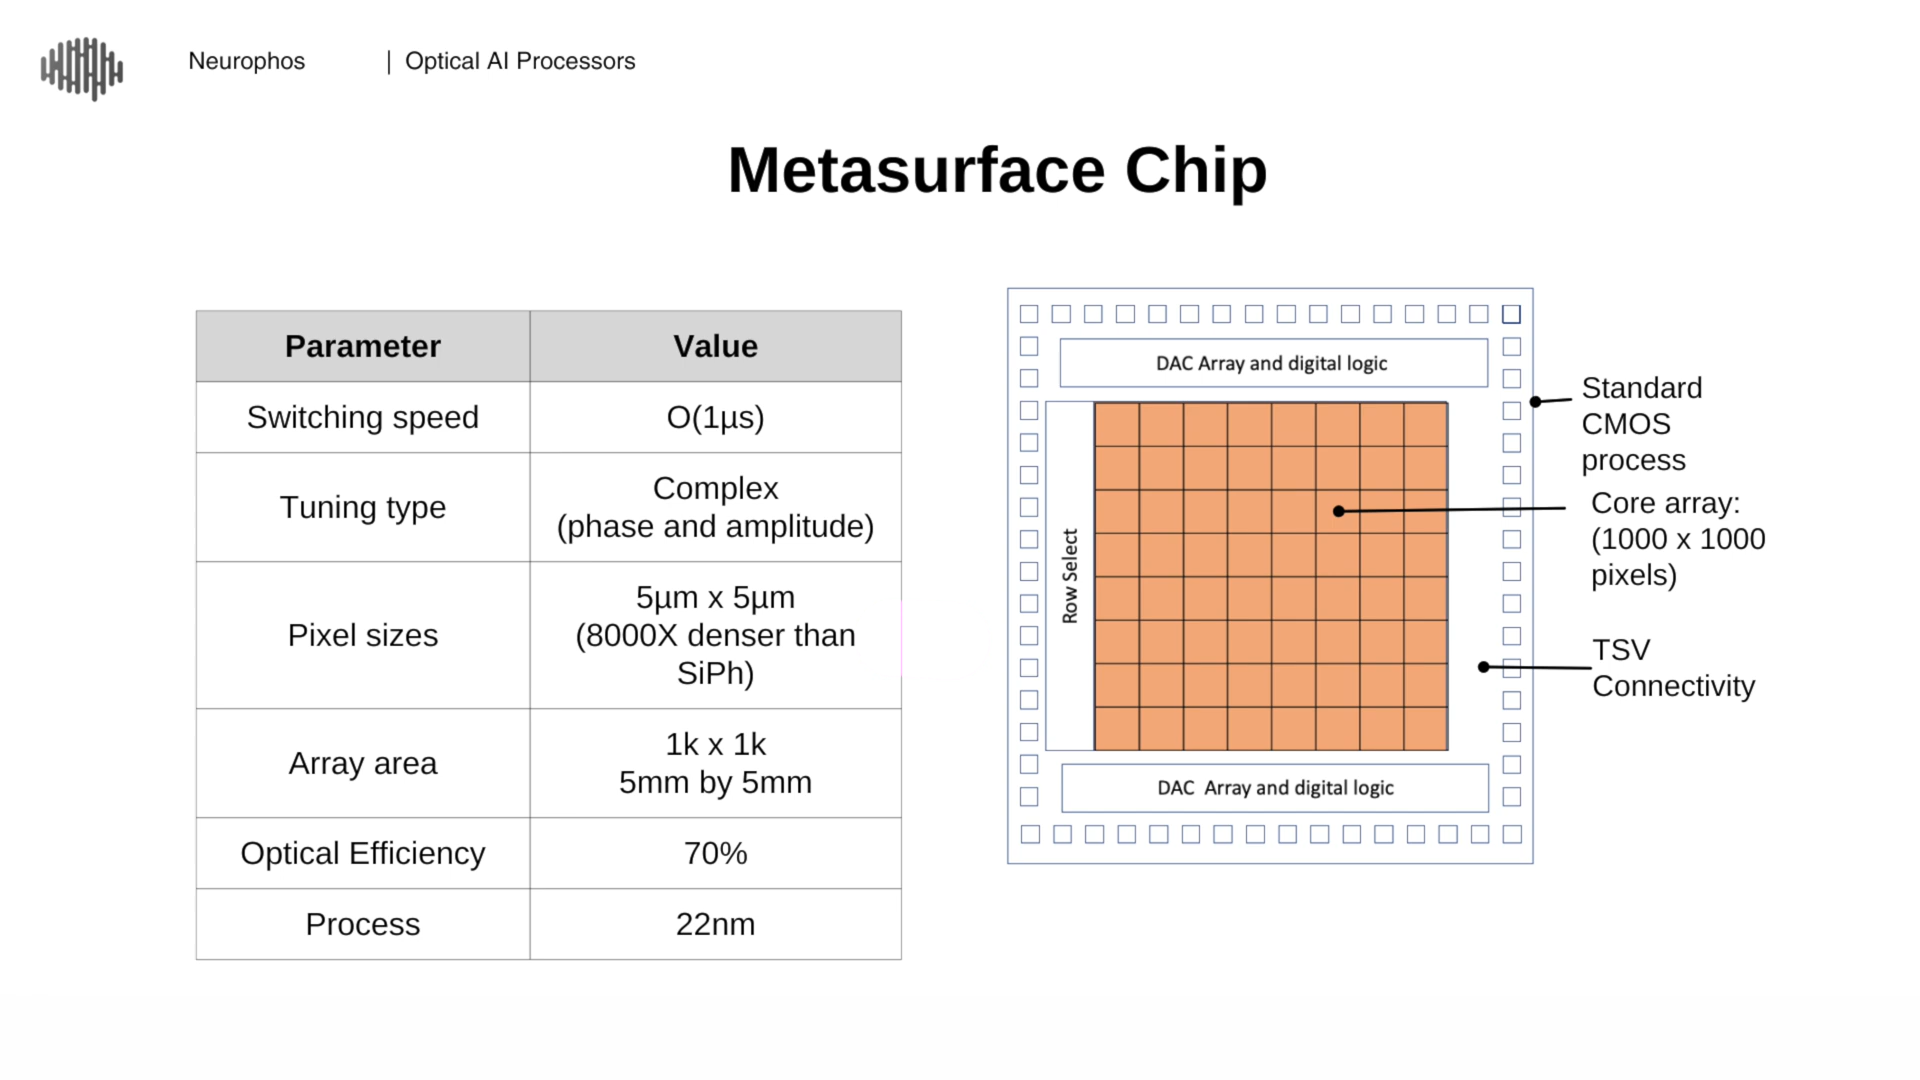 Neurophos | Optical AI Processors
Metasurface Chip
Parameter Value
Switching speed O(1µs)
Tuning type Complex
(phase and amplitude)
Pixel sizes 5µm x 5µm
(8000X denser than
SiPh)
Array area 1k x 1k
5mm by 5mm
Optical Efficiency 70%
Process 22nm
DAC Array and digital logic
Row Select
DAC Array and digital logic
Standard
CMOS
process
Core array:
(1000 x 1000
pixels)
TSV
Connectivity